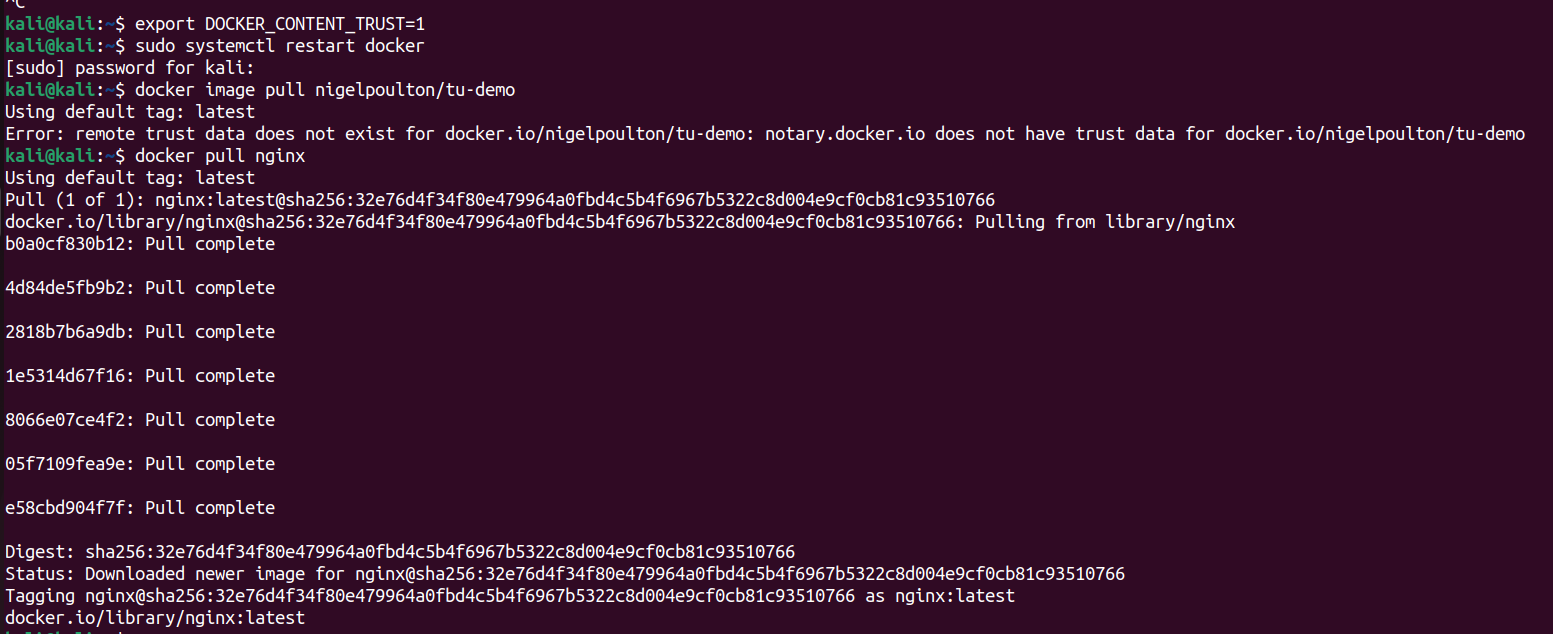 ^C
kali@kali:~$ export DOCKER_CONTENT_TRUST=1
kali@kali:~$ sudo systemctl restart docker
[sudo] password for kali:
kali@kali:~$ docker image pull nigelpoulton/tu-demo
Using default tag: latest
Error: remote trust data does not exist for docker.io/nigelpoulton/tu-demo: notary.docker.io does not have trust data for docker.io/nigelpoulton/tu-demo
kali@kali:~$ docker pull nginx
Using default tag: latest
Pull (1 of 1): nginx:latest@sha256:32e76d4f34f80e479964a0fbd4c5b4f6967b5322c8d004e9cf0cb81c93510766
docker.io/library/nginx@sha256:32e76d4f34f80e479964a0fbd4c5b4f6967b5322c8d004e9cf0cb81c93510766: Pulling from library/nginx
b0a0cf830b12: Pull complete
4d84de5fb9b2: Pull complete
2818b7b6a9db: Pull complete
1e5314d67f16: Pull complete
8066e07ce4f2: Pull complete
05f7109fea9e: Pull complete
e58cbd904f7f: Pull complete
Digest: sha256:32e76d4f34f80e479964a0fbd4c5b4f6967b5322c8d004e9cf0cb81c93510766
Status: Downloaded newer image for nginx@sha256:32e76d4f34f80e479964a0fbd4c5b4f6967b5322c8d004e9cf0cb81c93510766
Tagging nginx@sha256:32e76d4f34f80e479964a0fbd4c5b4f6967b5322c8d004e9cf0cb81c93510766 as nginx:latest
docker.io/library/nginx:latest